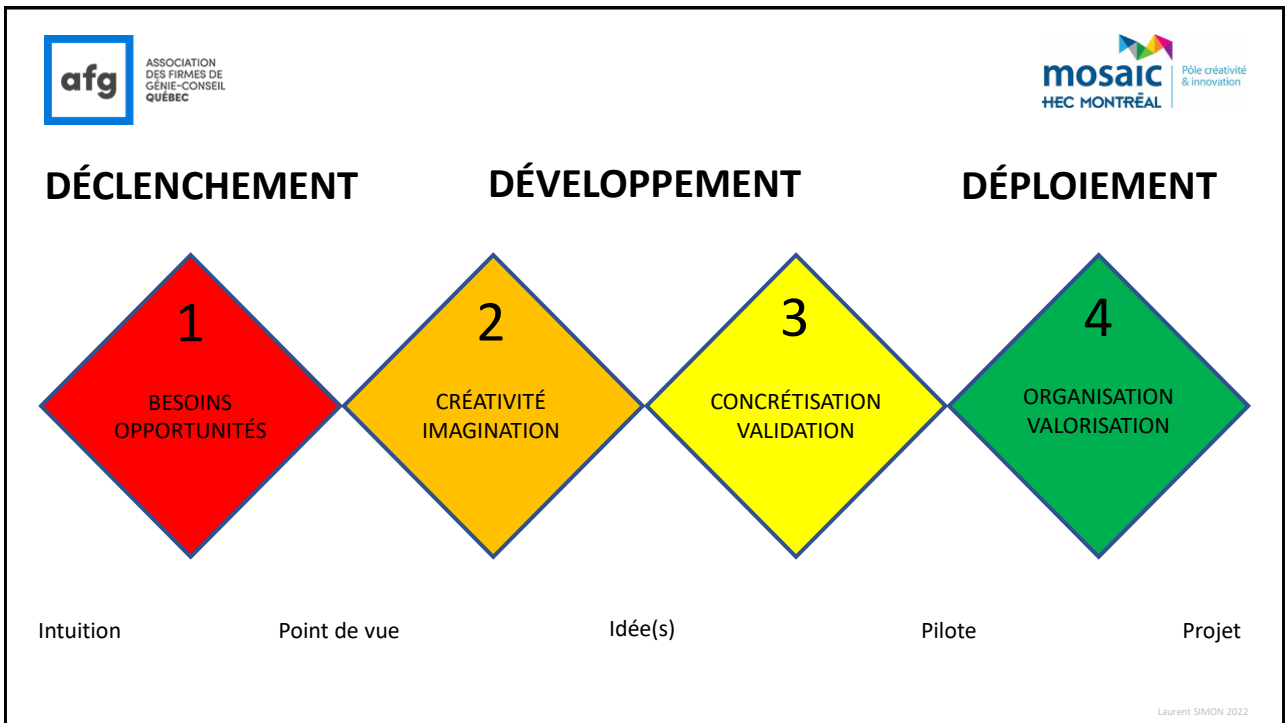 afg
ASSOCIATION
DES FIRMES DE
GÉNIE-CONSEIL
QUÉBEC
mosaic
HEC MONTRÉAL
Pôle créativité
& innovation
DÉCLENCHEMENT
DÉVELOPPEMENT
DÉPLOIEMENT
1
BESOINS
OPPORTUNITÉS
2
CRÉATIVITÉ
IMAGINATION
3
CONCRÉTISATION
VALIDATION
4
ORGANISATION
VALORISATION
Intuition
Point de vue
Idée(s)
Pilote
Projet
Laurent SIMON 2022